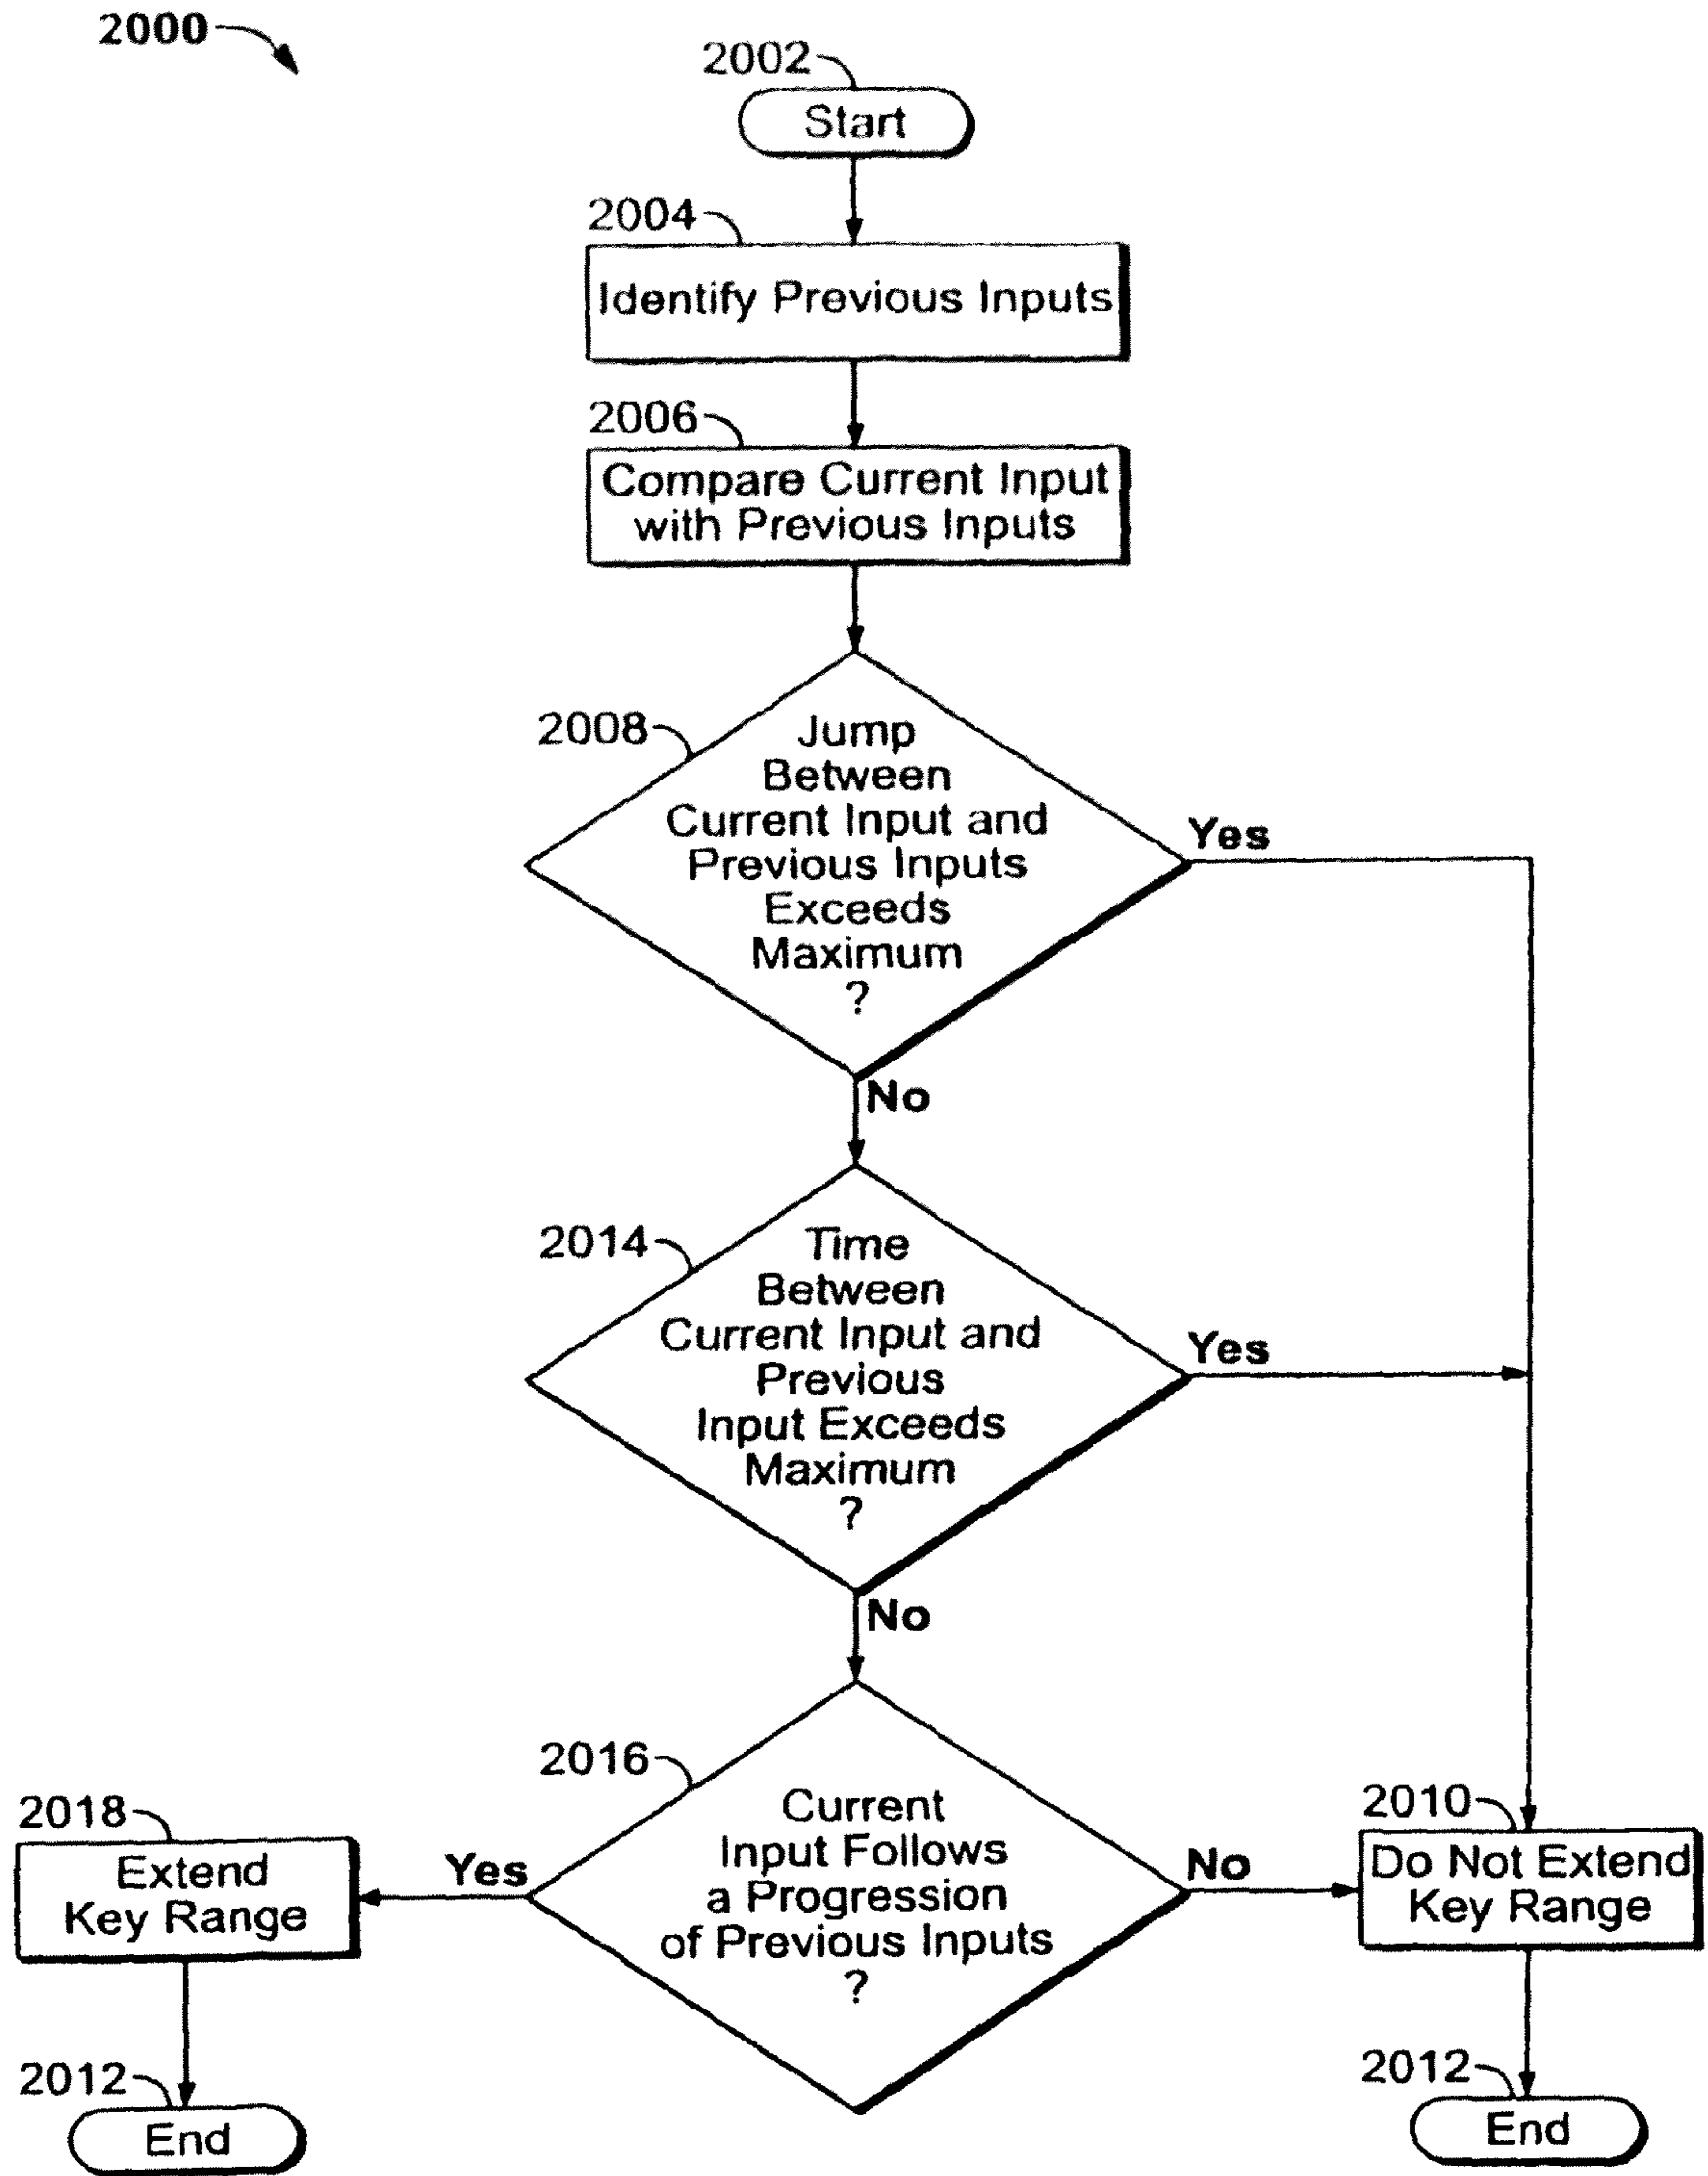 2000
2002
Start
2004
Identify Previous Inputs
2006
Compare Current Input
with Previous Inputs
2008
Jump
Between
Current Input and
Previous Inputs
Exceeds
Maximum
?
Yes
No
2014
Time
Between
Current Input and
Previous
Input Exceeds
Maximum
?
Yes
No
2016
Current
Input Follows
a Progression
of Previous Inputs
?
Yes
No
2018
Extend
Key Range
2010
Do Not Extend
Key Range
2012
End
2012
End